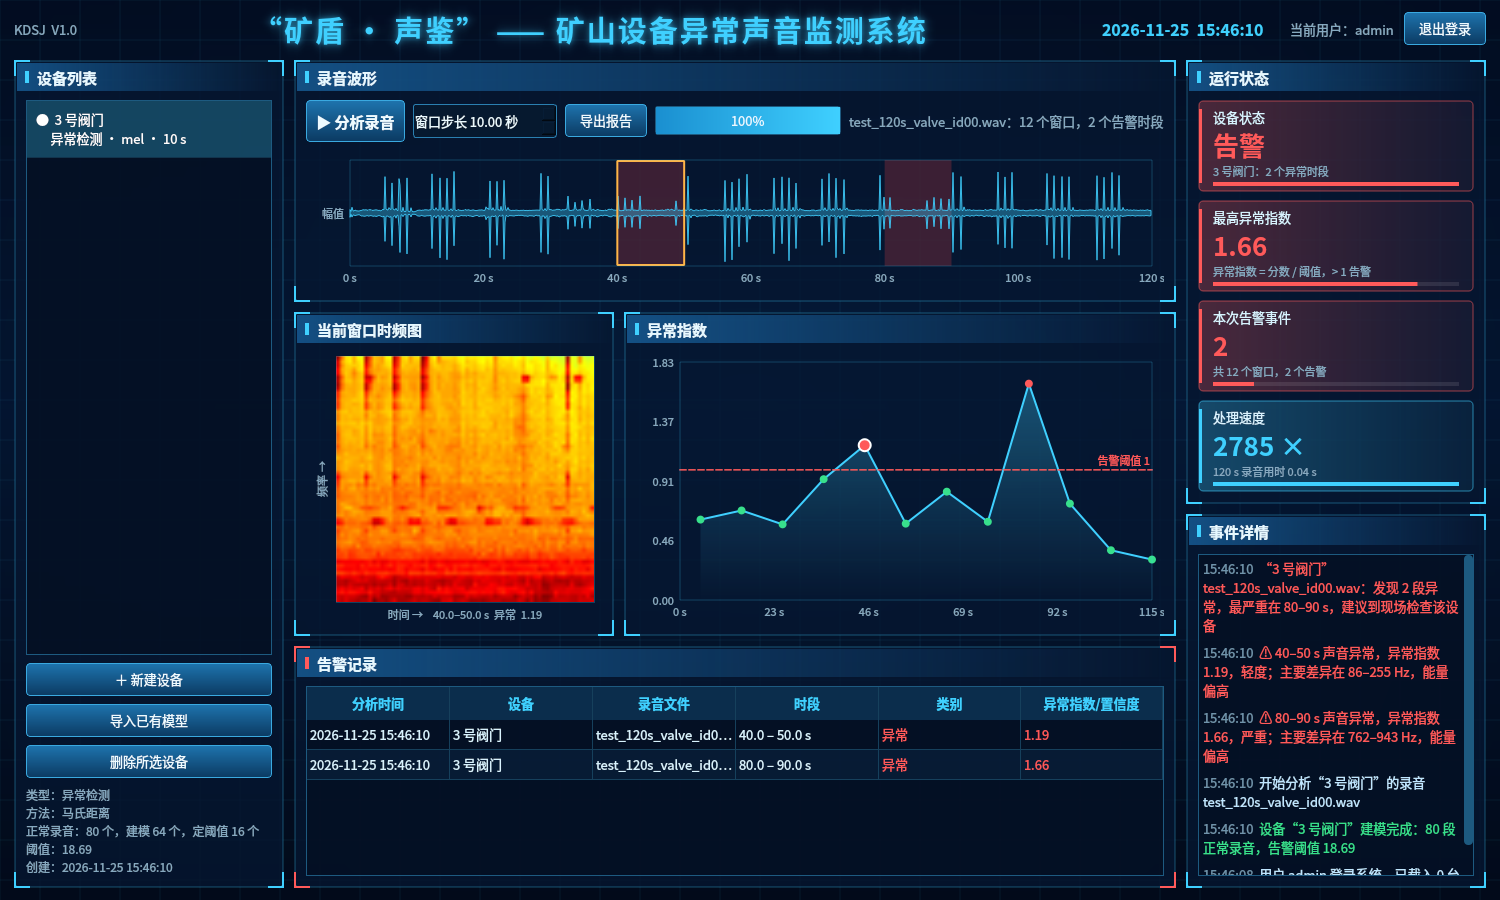 KDSJ V1.0
“矿盾 · 声鉴” —— 矿山设备异常声音监测系统
2026-11-25 15:46:10
当前用户：admin
退出登录
设备列表
3 号阀门
异常检测 · mel · 10 s
＋ 新建设备
导入已有模型
删除所选设备
类型：异常检测
方法：马氏距离
正常录音：80 个，建模 64 个，定阈值 16 个
阈值：18.69
创建：2026-11-25 15:46:10
录音波形
▶ 分析录音
窗口步长 10.00 秒
导出报告
100%
test_120s_valve_id00.wav：12 个窗口，2 个告警时段
幅值
0 s
20 s
40 s
60 s
80 s
100 s
120 s
当前窗口时频图
频率 →
时间 → 40.0–50.0 s 异常 1.19
异常指数
1.83
1.37
0.91
0.46
0.00
告警阈值 1
0 s
23 s
46 s
69 s
92 s
115 s
告警记录
分析时间 设备 录音文件 时段 类别 异常指数/置信度
2026-11-25 15:46:10 3 号阀门 test_120s_valve_id0… 40.0 – 50.0 s 异常 1.19
2026-11-25 15:46:10 3 号阀门 test_120s_valve_id0… 80.0 – 90.0 s 异常 1.66
运行状态
设备状态
告警
3 号阀门：2 个异常时段
最高异常指数
1.66
异常指数 = 分数 / 阈值，> 1 告警
本次告警事件
2
共 12 个窗口，2 个告警
处理速度
2785 ×
120 s 录音用时 0.04 s
事件详情
15:46:10 “3 号阀门”
test_120s_valve_id00.wav：发现 2 段异
常，最严重在 80–90 s，建议到现场检查该设
备
15:46:10 ⚠ 40–50 s 声音异常，异常指数
1.19，轻度；主要差异在 86–255 Hz，能量
偏高
15:46:10 ⚠ 80–90 s 声音异常，异常指数
1.66，严重；主要差异在 762–943 Hz，能量
偏高
15:46:10 开始分析“3 号阀门”的录音
test_120s_valve_id00.wav
15:46:10 设备“3 号阀门”建模完成：80 段
正常录音，告警阈值 18.69
15:46:08 用户 admin 登录系统，已载入 0 台